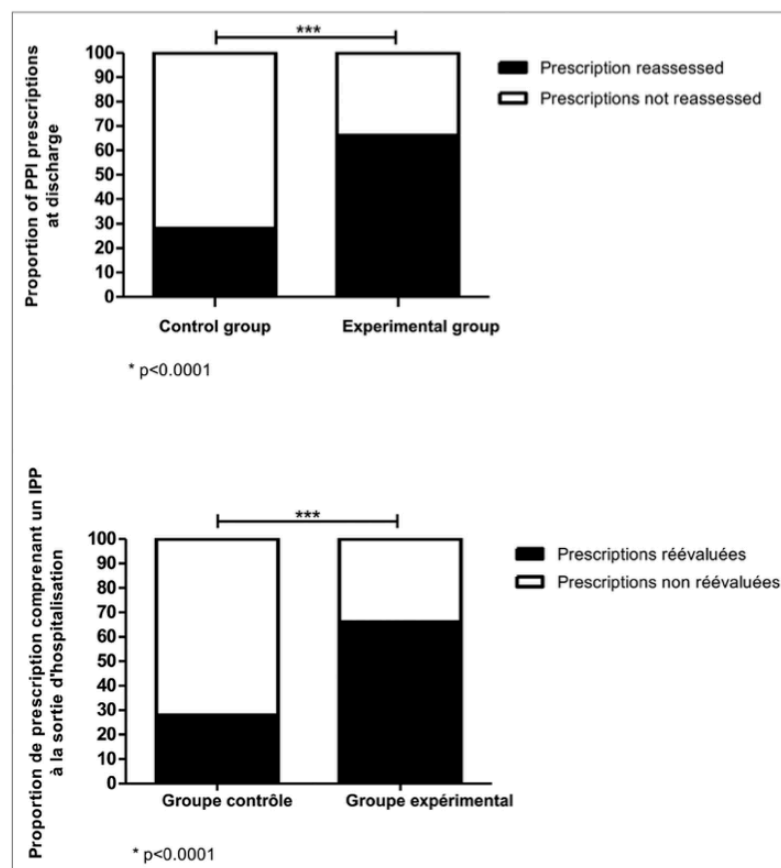 ***
Proportion of PPI prescriptions
at discharge
100
90
80
70
60
50
40
30
20
10
0
Control group
Experimental group
Prescription reassessed
Prescriptions not reassessed
* p<0.0001
***
Proportion de prescription comprenant un IPP
à la sortie d'hospitalisation
100
90
80
70
60
50
40
30
20
10
0
Groupe contrôle
Groupe expérimental
Prescriptions réévaluées
Prescriptions non réévaluées
* p<0.0001